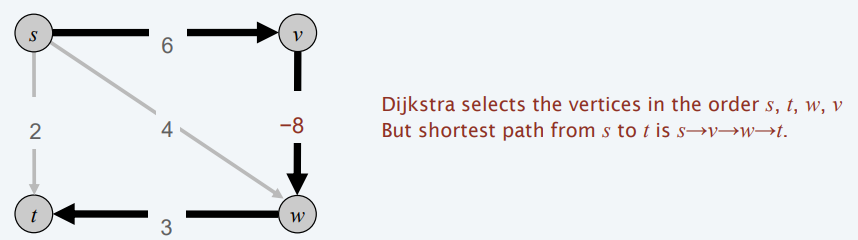 s
6
v
2
4
−8
t
3
w
Dijkstra selects the vertices in the order s, t, w, v
But shortest path from s to t is s→v→w→t.